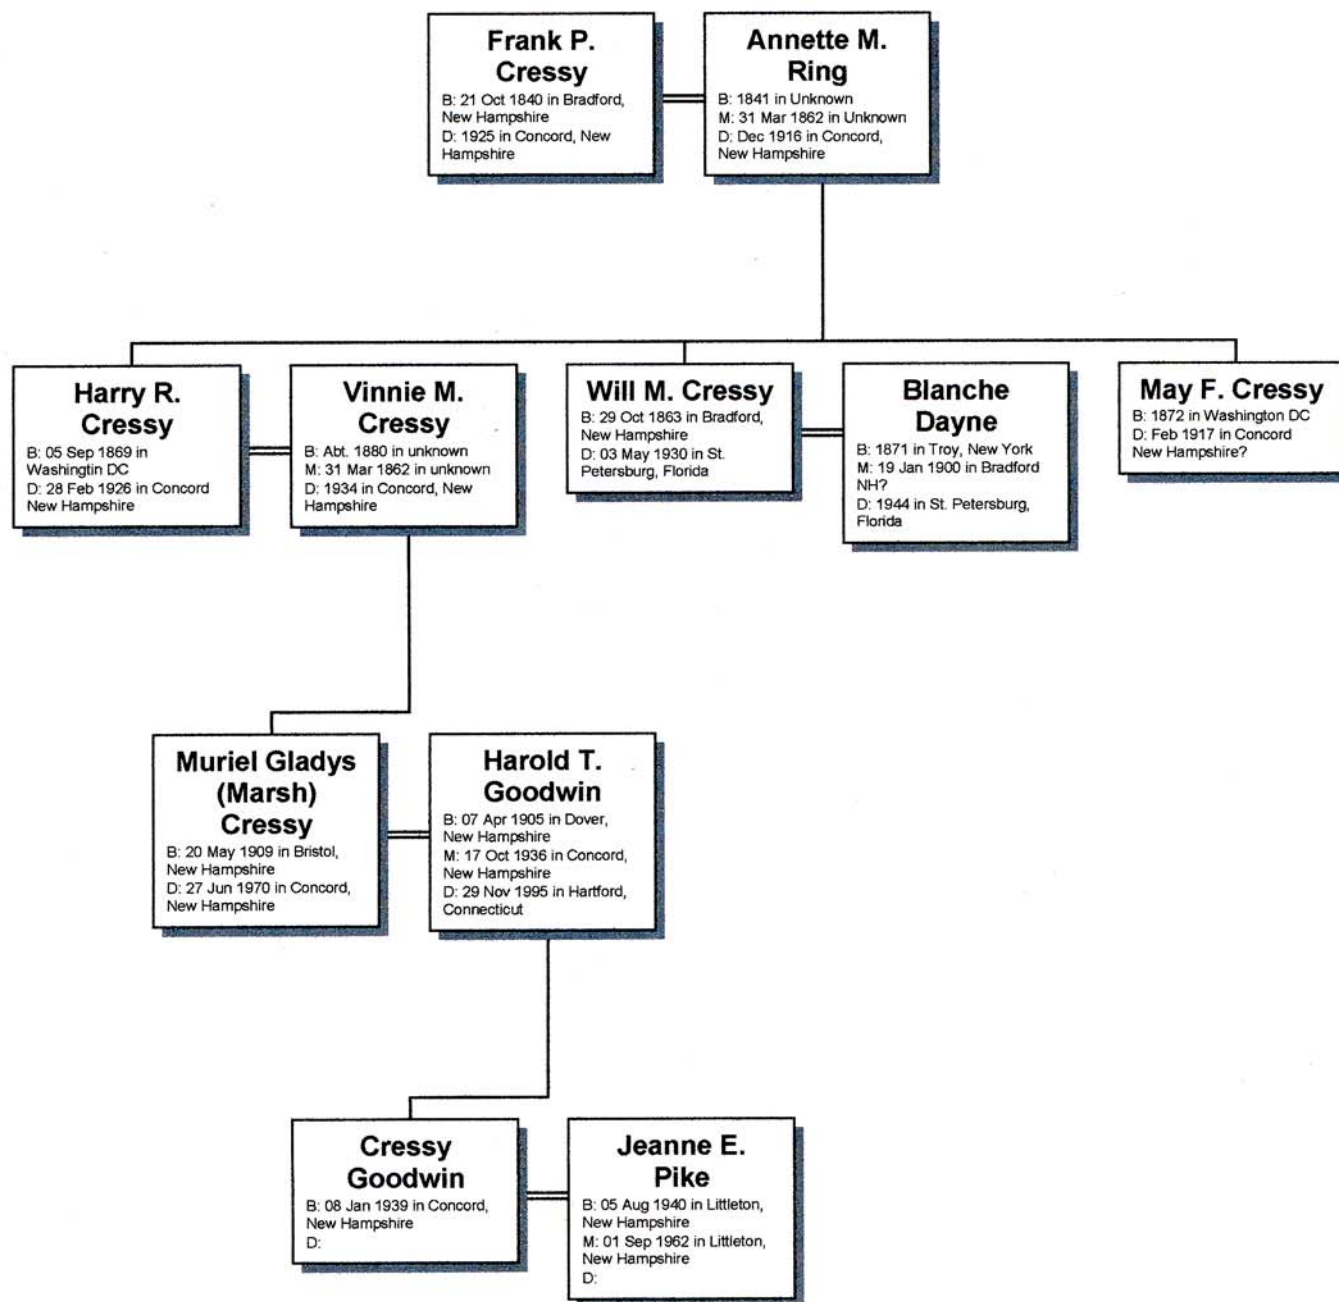 Frank P.
Cressy
B: 21 Oct 1840 in Bradford,
New Hampshire
D: 1925 in Concord, New
Hampshire
Annette M.
Ring
B: 1841 in Unknown
M: 31 Mar 1862 in Unknown
D: Dec 1916 in Concord,
New Hampshire
Harry R.
Cressy
B: 05 Sep 1869 in
Washingtin DC
D: 28 Feb 1926 in Concord
New Hampshire
Vinnie M.
Cressy
B: Abt. 1880 in unknown
M: 31 Mar 1862 in unknown
D: 1934 in Concord, New
Hampshire
Will M. Cressy
B: 29 Oct 1863 in Bradford,
New Hampshire
D: 03 May 1930 in St.
Petersburg, Florida
Blanche
Dayne
B: 1871 in Troy, New York
M: 19 Jan 1900 in Bradford
NH?
D: 1944 in St. Petersburg,
Florida
May F. Cressy
B: 1872 in Washington DC
D: Feb 1917 in Concord
New Hampshire?
Muriel Gladys
(Marsh)
Cressy
B: 20 May 1909 in Bristol,
New Hampshire
D: 27 Jun 1970 in Concord,
New Hampshire
Harold T.
Goodwin
B: 07 Apr 1905 in Dover,
New Hampshire
M: 17 Oct 1936 in Concord,
New Hampshire
D: 29 Nov 1995 in Hartford,
Connecticut
Cressy
Goodwin
B: 08 Jan 1939 in Concord,
New Hampshire
D:
Jeanne E.
Pike
B: 05 Aug 1940 in Littleton,
New Hampshire
M: 01 Sep 1962 in Littleton,
New Hampshire
D: